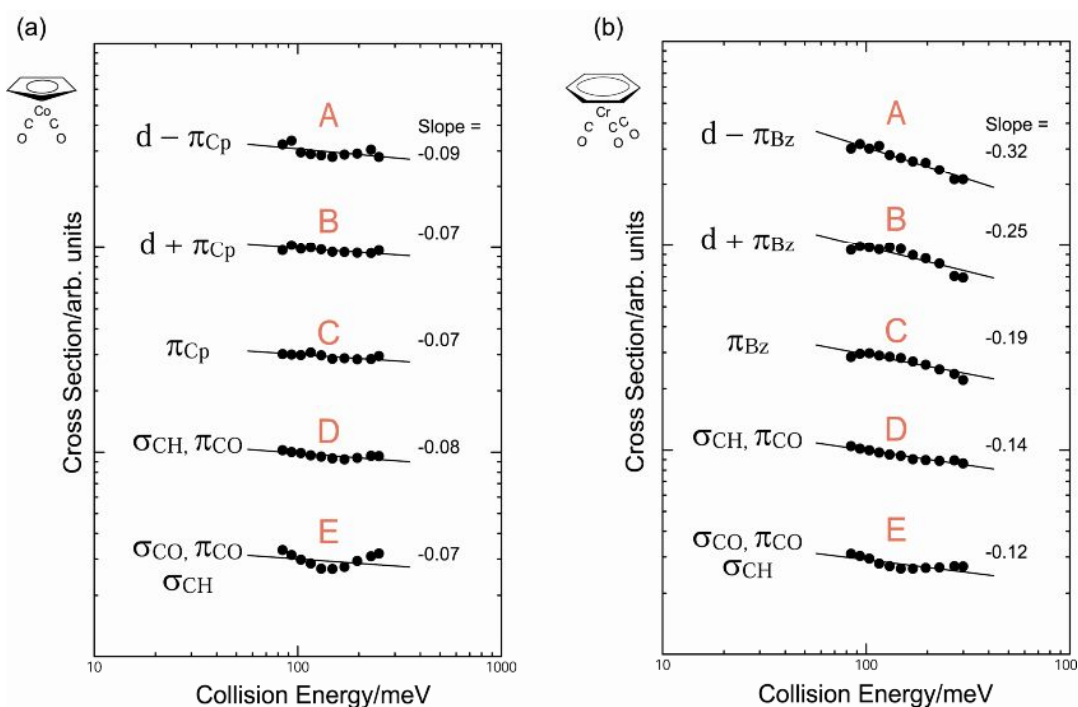 (a)
Co
C C
O O
Cross Section/arb. units
d − πCp
A
Slope =
-0.09
d + πCp
B
-0.07
πCp
C
-0.07
σCH, πCO
D
-0.08
σCO, πCO
σCH
E
-0.07
10 100 1000
Collision Energy/meV
(b)
Cr
C C C
O O O
Cross Section/arb. units
d − πBz
A
Slope =
-0.32
d + πBz
B
-0.25
πBz
C
-0.19
σCH, πCO
D
-0.14
σCO, πCO
σCH
E
-0.12
10 100 100
Collision Energy/meV